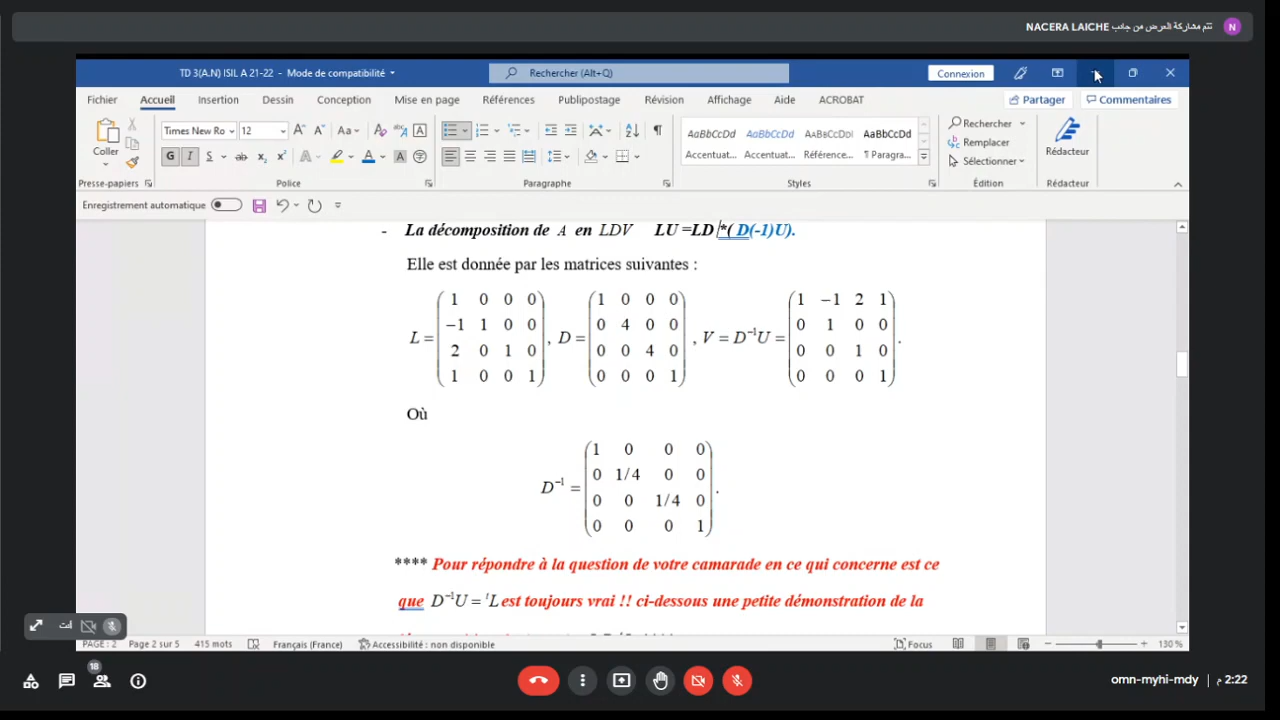 NACERA LAICHE تتم مشاركة العرض من جانب
N
TD 3(A.N) ISIL A 21-22 - Mode de compatibilité
Rechercher (Alt+Q)
Connexion
Fichier Accueil Insertion Dessin Conception Mise en page Références Publipostage Révision Affichage Aide ACROBAT
Partager Commentaires
Coller
Times New Ro 12
AaBbCcDd AaBbCcDd AaBbCcDd AaBbCcDd
Accentuat... Accentuat... Référence... ¶ Paragra...
Rechercher
Remplacer
Sélectionner
Rédacteur
Presse-papiers Police Paragraphe Styles Édition Rédacteur
Enregistrement automatique
- La décomposition de A en LDV LU =LD *( D(-1)U).
Elle est donnée par les matrices suivantes :
L = (1 0 0 0; -1 1 0 0; 2 0 1 0; 1 0 0 1), D = (1 0 0 0; 0 4 0 0; 0 0 4 0; 0 0 0 1), V = D⁻¹U = (1 -1 2 1; 0 1 0 0; 0 0 1 0; 0 0 0 1).
Où
D⁻¹ = (1 0 0 0; 0 1/4 0 0; 0 0 1/4 0; 0 0 0 1).
**** Pour répondre à la question de votre camarade en ce qui concerne est ce
que D⁻¹U = ᵗL est toujours vrai !! ci-dessous une petite démonstration de la
انت
PAGE : 2 Page 2 sur 5 415 mots Français (France) Accessibilité : non disponible Focus 130 %
18
omn-myhi-mdy | 2:22 م